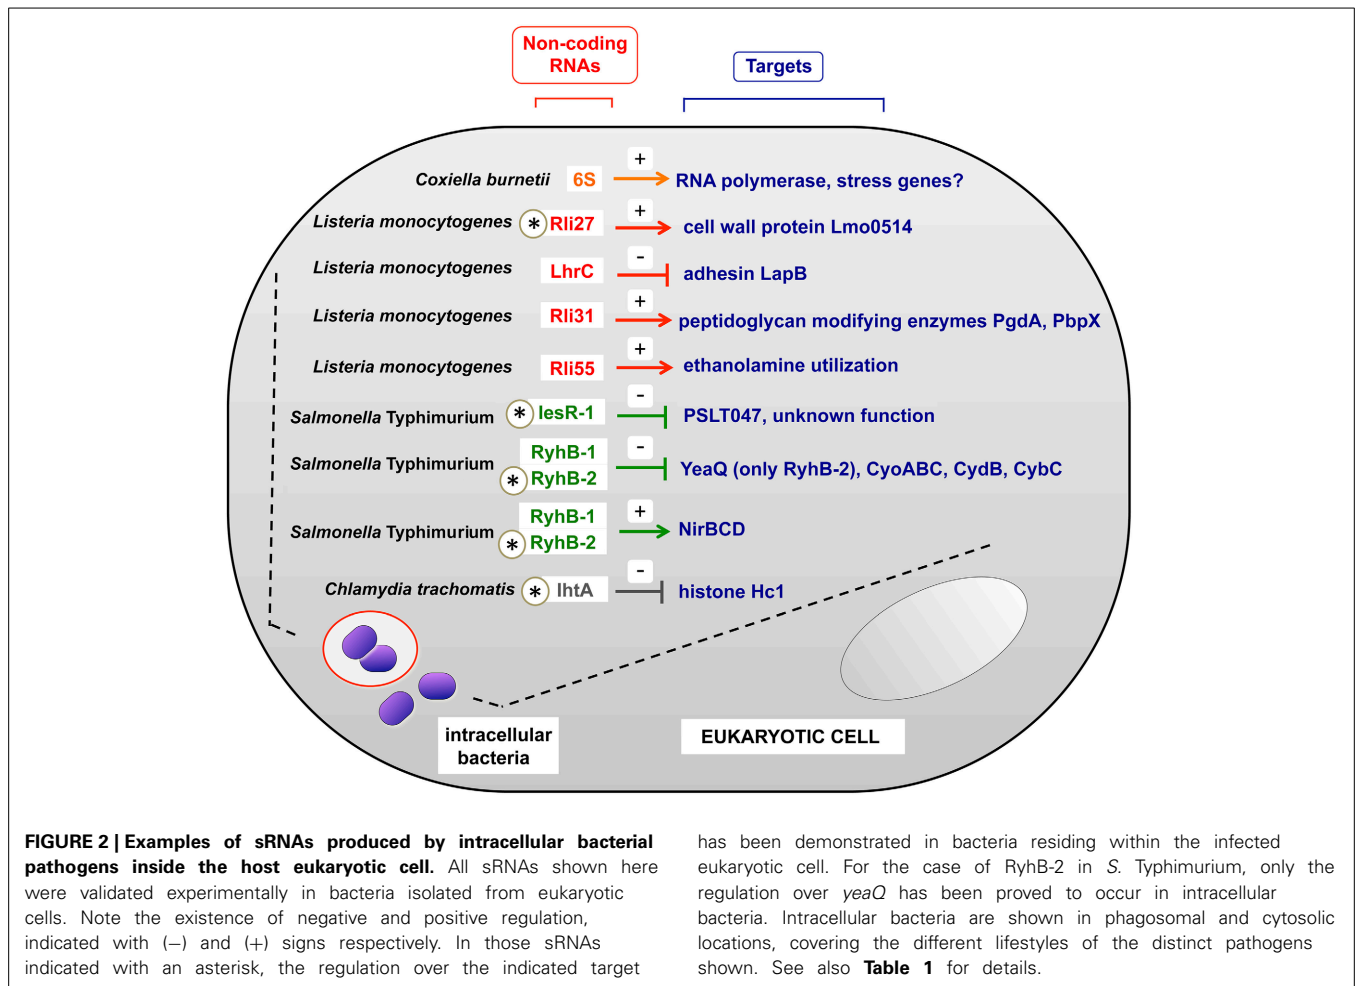 Non-coding
RNAs
Targets
Coxiella burnetii 6S + RNA polymerase, stress genes?
Listeria monocytogenes * Rli27 + cell wall protein Lmo0514
Listeria monocytogenes LhrC - adhesin LapB
Listeria monocytogenes Rli31 + peptidoglycan modifying enzymes PgdA, PbpX
Listeria monocytogenes Rli55 + ethanolamine utilization
Salmonella Typhimurium * IesR-1 - PSLT047, unknown function
RyhB-1
Salmonella Typhimurium * RyhB-2 - YeaQ (only RyhB-2), CyoABC, CydB, CybC
RyhB-1
Salmonella Typhimurium * RyhB-2 + NirBCD
Chlamydia trachomatis * IhtA - histone Hc1
intracellular
bacteria
EUKARYOTIC CELL
FIGURE 2 | Examples of sRNAs produced by intracellular bacterial
pathogens inside the host eukaryotic cell. All sRNAs shown here
were validated experimentally in bacteria isolated from eukaryotic
cells. Note the existence of negative and positive regulation,
indicated with (−) and (+) signs respectively. In those sRNAs
indicated with an asterisk, the regulation over the indicated target
has been demonstrated in bacteria residing within the infected
eukaryotic cell. For the case of RyhB-2 in S. Typhimurium, only the
regulation over yeaQ has been proved to occur in intracellular
bacteria. Intracellular bacteria are shown in phagosomal and cytosolic
locations, covering the different lifestyles of the distinct pathogens
shown. See also Table 1 for details.